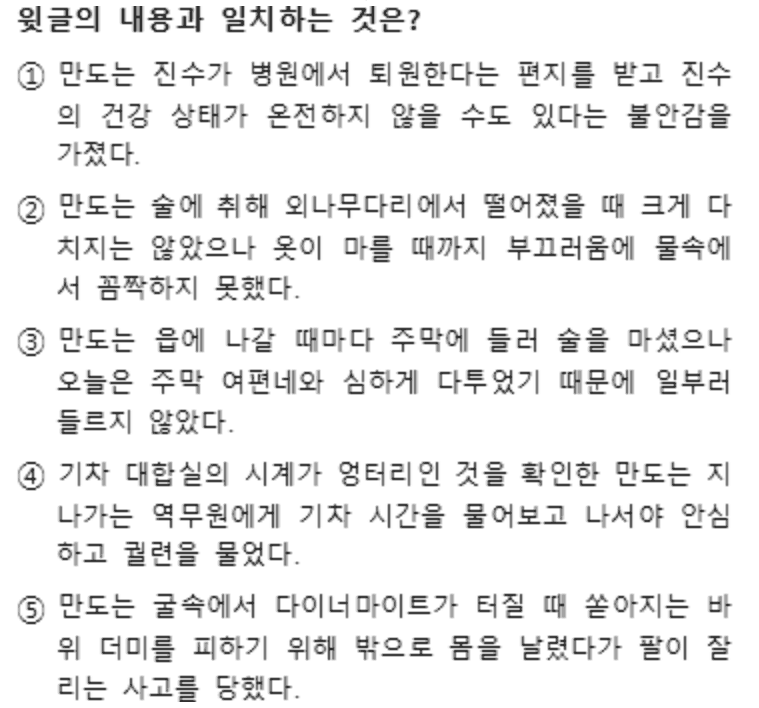 윗글의 내용과 일치하는 것은?
① 만도는 진수가 병원에서 퇴원한다는 편지를 받고 진수
의 건강 상태가 온전하지 않을 수도 있다는 불안감을
가졌다.
② 만도는 술에 취해 외나무다리에서 떨어졌을 때 크게 다
치지는 않았으나 옷이 마를 때까지 부끄러움에 물속에
서 꼼짝하지 못했다.
③ 만도는 읍에 나갈 때마다 주막에 들러 술을 마셨으나
오늘은 주막 여편네와 심하게 다투었기 때문에 일부러
들르지 않았다.
④ 기차 대합실의 시계가 엉터리인 것을 확인한 만도는 지
나가는 역무원에게 기차 시간을 물어보고 나서야 안심
하고 궐련을 물었다.
⑤ 만도는 굴속에서 다이너마이트가 터질 때 쏟아지는 바
위 더미를 피하기 위해 밖으로 몸을 날렸다가 팔이 잘
리는 사고를 당했다.